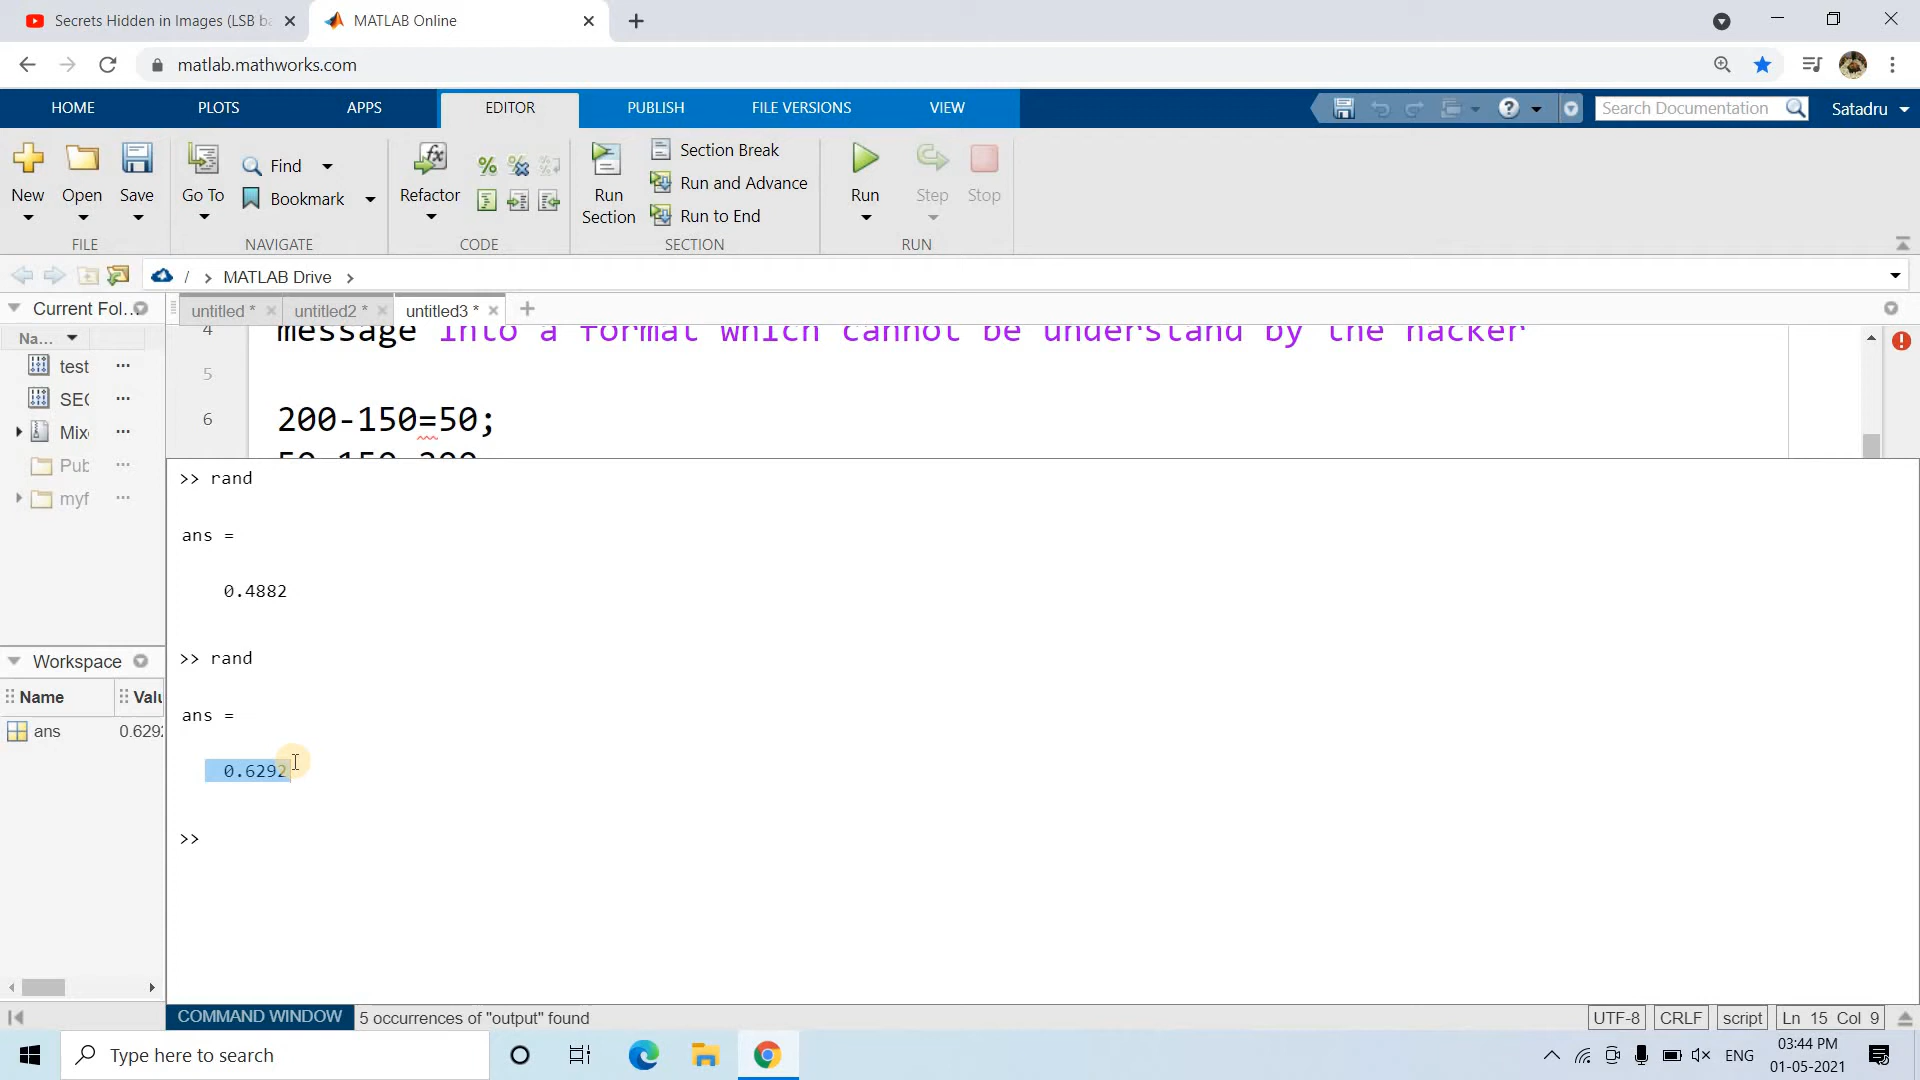 Secrets Hidden in Images (LSB ba
MATLAB Online
matlab.mathworks.com
HOME PLOTS APPS EDITOR PUBLISH FILE VERSIONS VIEW
Search Documentation
Satadru
New Open Save
Go To
Find
Bookmark
Refactor
Run Section
Section Break
Run and Advance
Run to End
Run Step Stop
FILE NAVIGATE CODE SECTION RUN
/ > MATLAB Drive >
Current Fol...
untitled * untitled2 * untitled3 *
Na...
test ...
SEC ...
Mix ...
Pub ...
myf ...
4 message into a format which cannot be understand by the hacker
5
6 200-150=50;
>> rand
ans =
0.4882
>> rand
ans =
0.6292
>>
Workspace
Name Valu
ans 0.6292
COMMAND WINDOW 5 occurrences of "output" found
UTF-8 CRLF script Ln 15 Col 9
Type here to search
ENG
03:44 PM
01-05-2021